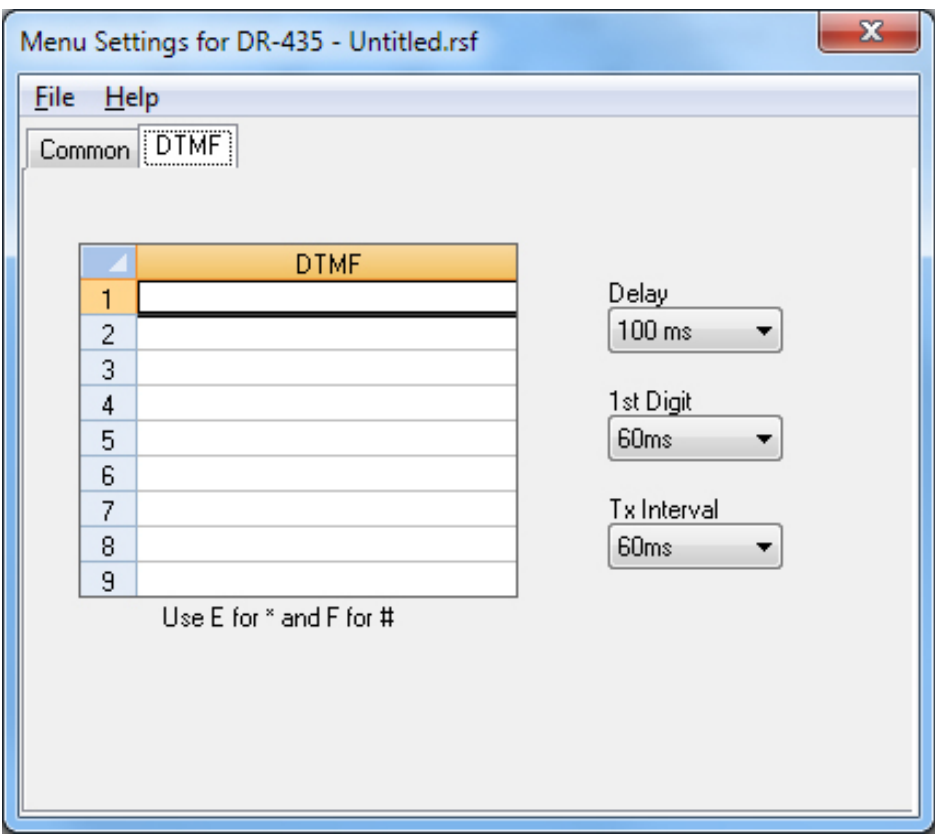 Menu Settings for DR-435 - Untitled.rsf
File Help
Common DTMF
DTMF
1
2
3
4
5
6
7
8
9
Use E for * and F for #
Delay
100 ms
1st Digit
60ms
Tx Interval
60ms